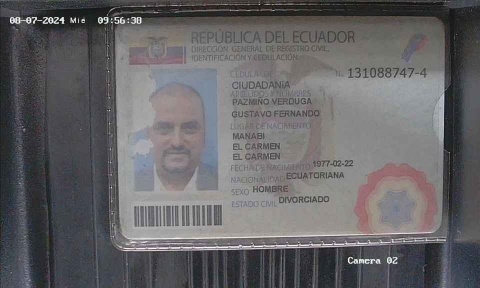 08-07-2024 Mié 09:56:38
REPÚBLICA DEL ECUADOR
DIRECCIÓN GENERAL DE REGISTRO CIVIL,
IDENTIFICACIÓN Y CEDULACIÓN
CÉDULA DE N. 131088747-4
CIUDADANÍA
APELLIDOS Y NOMBRES
PAZMIÑO VERDUGA
GUSTAVO FERNANDO
LUGAR DE NACIMIENTO
MANABI
EL CARMEN
EL CARMEN
FECHA DE NACIMIENTO 1977-02-22
NACIONALIDAD ECUATORIANA
SEXO HOMBRE
ESTADO CIVIL DIVORCIADO
Camera 02